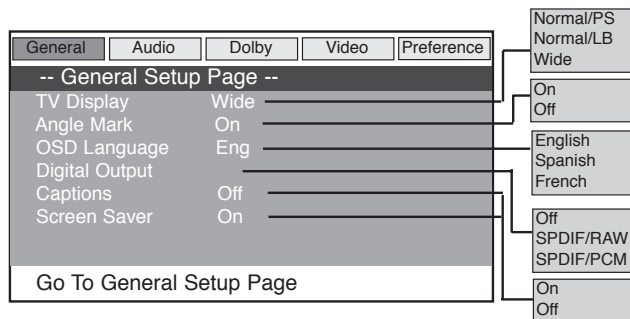 General Audio Dolby Video Preference
-- General Setup Page --
TV Display Wide
Angle Mark On
OSD Language Eng
Digital Output
Captions Off
Screen Saver On
Go To General Setup Page
Normal/PS
Normal/LB
Wide
On
Off
English
Spanish
French
Off
SPDIF/RAW
SPDIF/PCM
On
Off